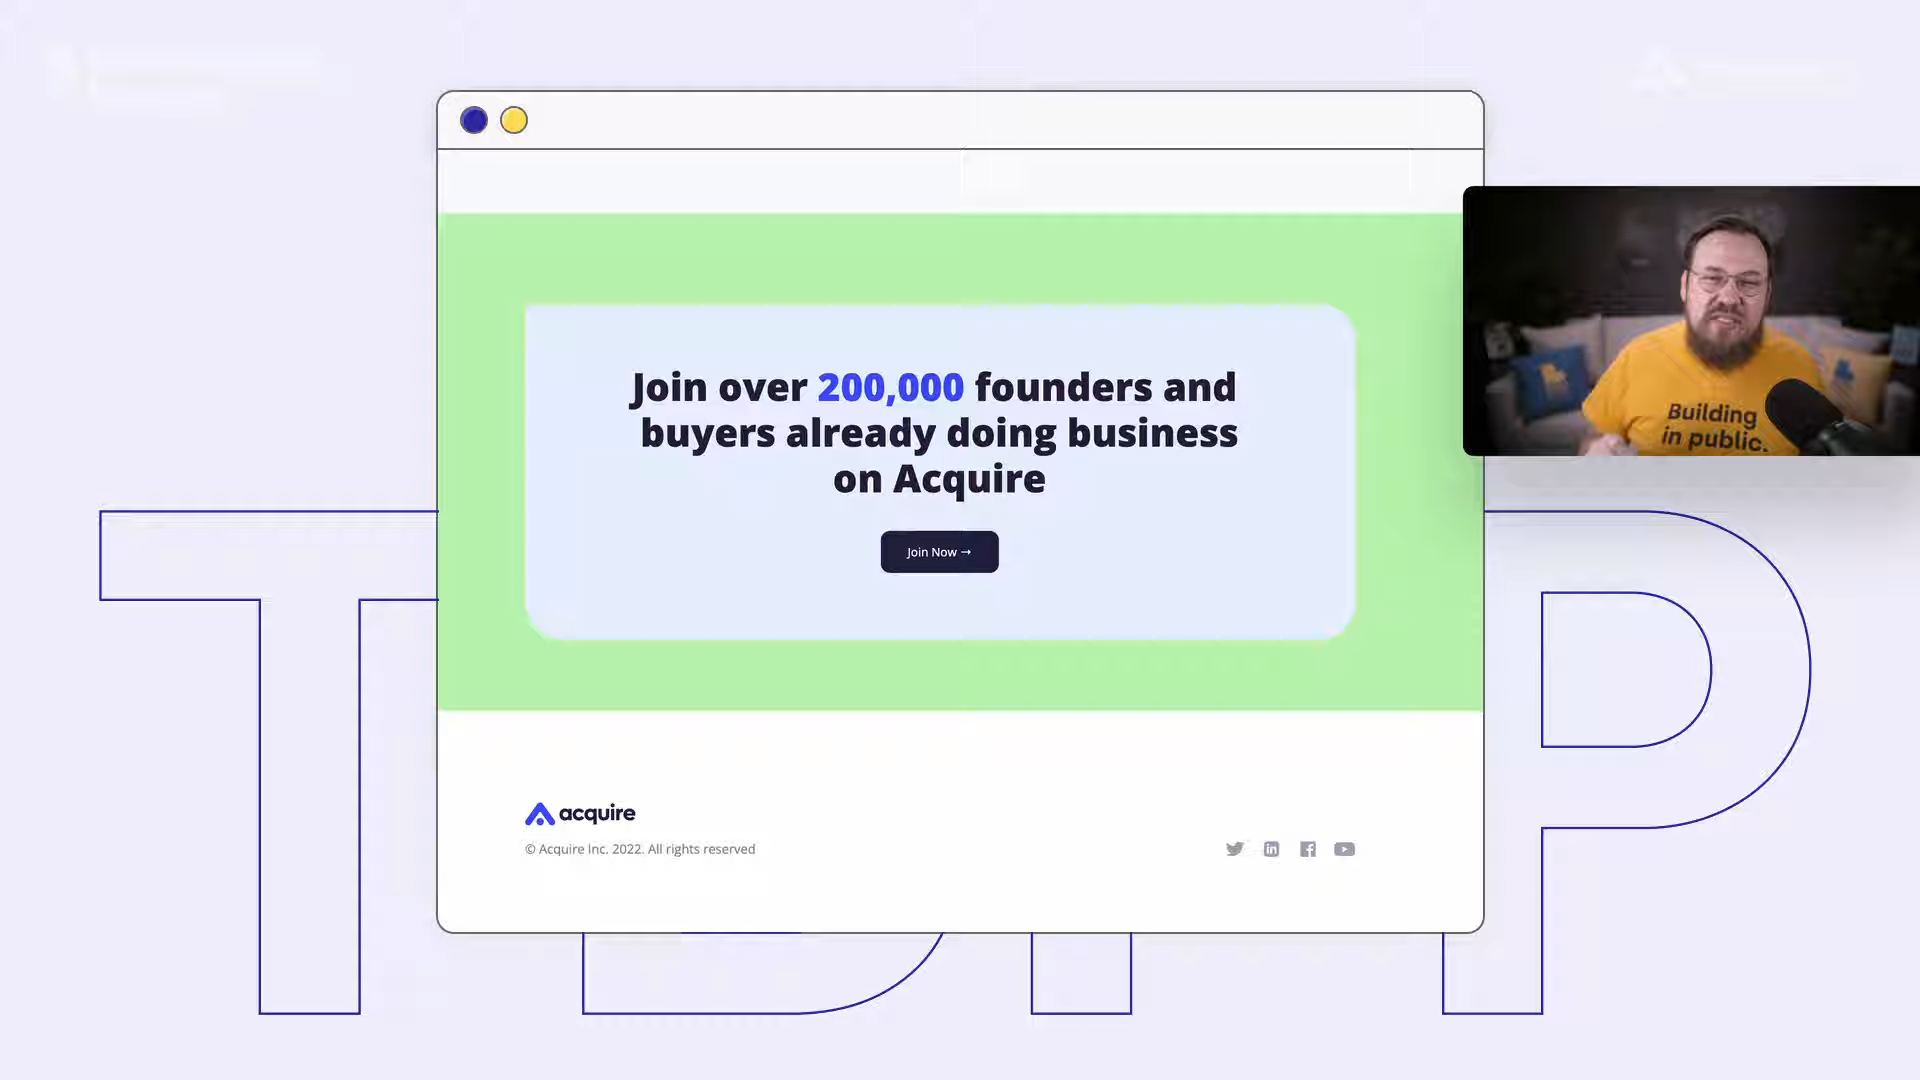 Join over 200,000 founders and
buyers already doing business
on Acquire
Join Now →
Building
in public.
acquire
© Acquire Inc. 2022. All rights reserved
in